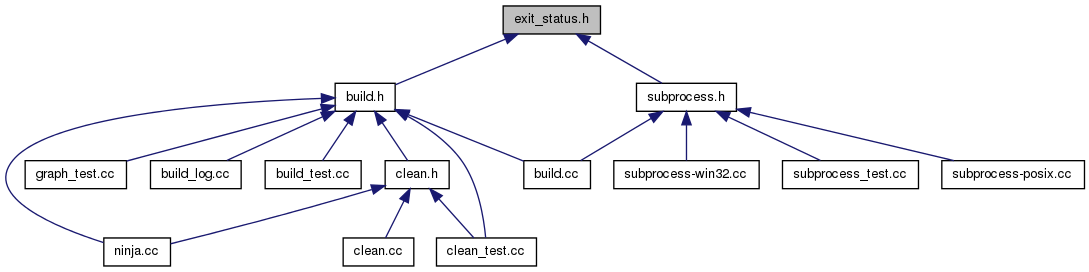 exit_status.h
build.h
subprocess.h
graph_test.cc
build_log.cc
build_test.cc
clean.h
build.cc
subprocess-win32.cc
subprocess_test.cc
subprocess-posix.cc
ninja.cc
clean.cc
clean_test.cc